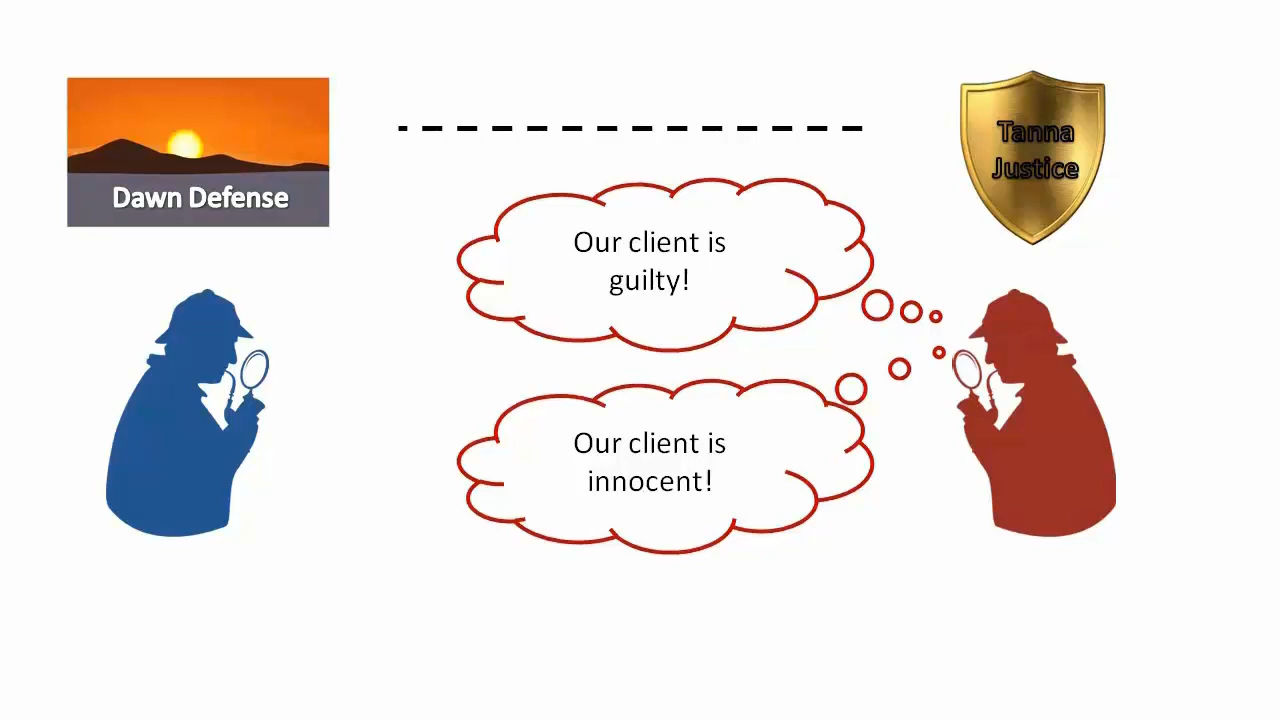 Dawn Defense
Tanna
Justice
Our client is
guilty!
Our client is
innocent!